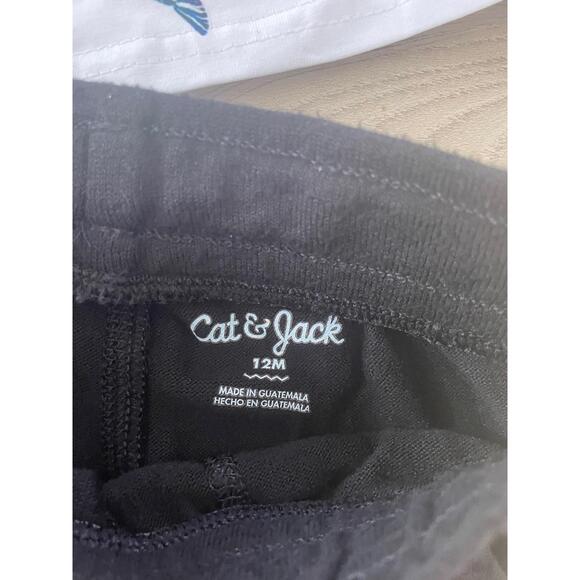 Cat & Jack
12M
MADE IN GUATEMALA
HECHO EN GUATEMALA